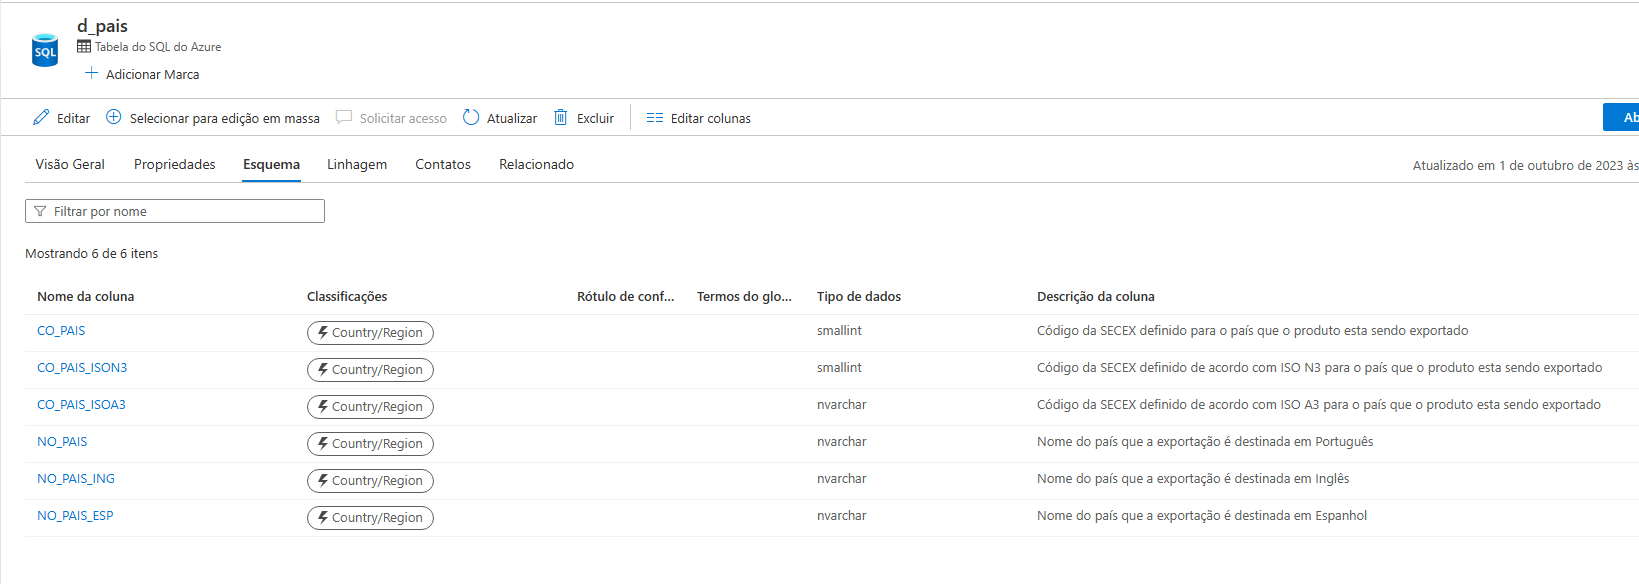 d_pais
SQL
Tabela do SQL do Azure
Adicionar Marca
Editar Selecionar para edição em massa Solicitar acesso Atualizar Excluir Editar colunas Ab
Visão Geral Propriedades Esquema Linhagem Contatos Relacionado
Atualizado em 1 de outubro de 2023 às
Filtrar por nome
Mostrando 6 de 6 itens
Nome da coluna Classificações Rótulo de conf... Termos do glo... Tipo de dados Descrição da coluna
CO_PAIS Country/Region smallint Código da SECEX definido para o país que o produto esta sendo exportado
CO_PAIS_ISON3 Country/Region smallint Código da SECEX definido de acordo com ISO N3 para o país que o produto esta sendo exportado
CO_PAIS_ISOA3 Country/Region nvarchar Código da SECEX definido de acordo com ISO A3 para o país que o produto esta sendo exportado
NO_PAIS Country/Region nvarchar Nome do país que a exportação é destinada em Português
NO_PAIS_ING Country/Region nvarchar Nome do país que a exportação é destinada em Inglês
NO_PAIS_ESP Country/Region nvarchar Nome do país que a exportação é destinada em Espanhol